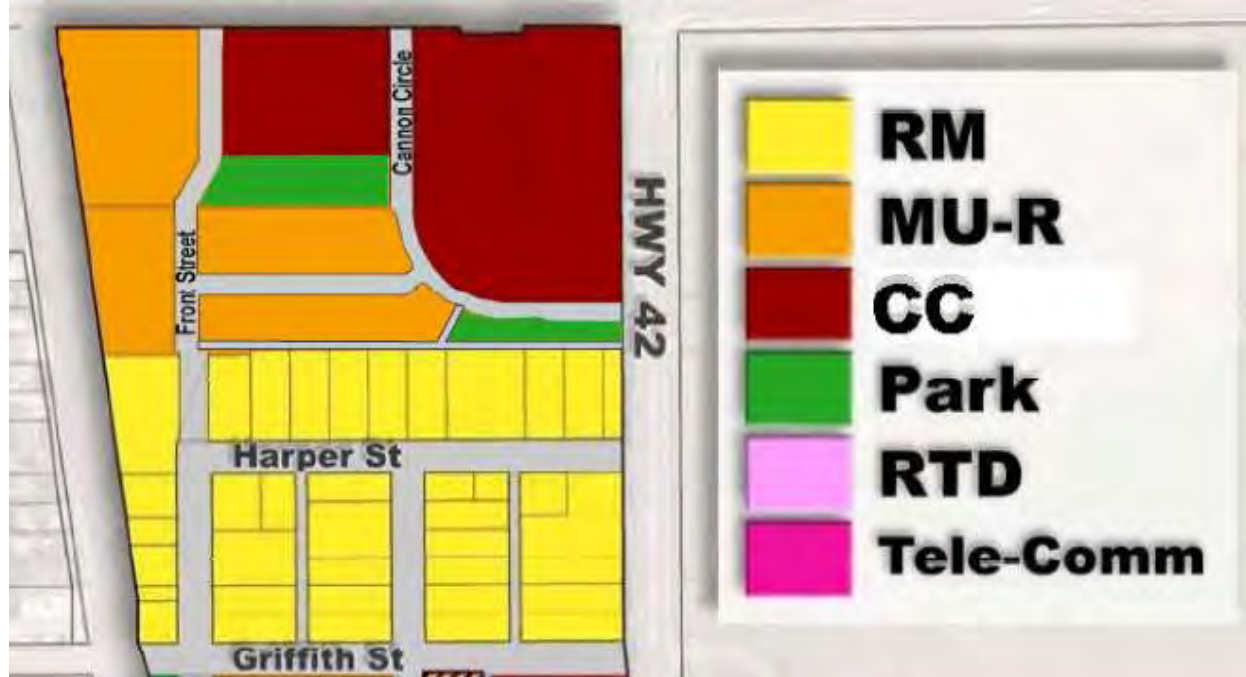 Cannon Circle
Front Street
HWY 42
Harper St
Griffith St
RM
MU-R
CC
Park
RTD
Tele-Comm